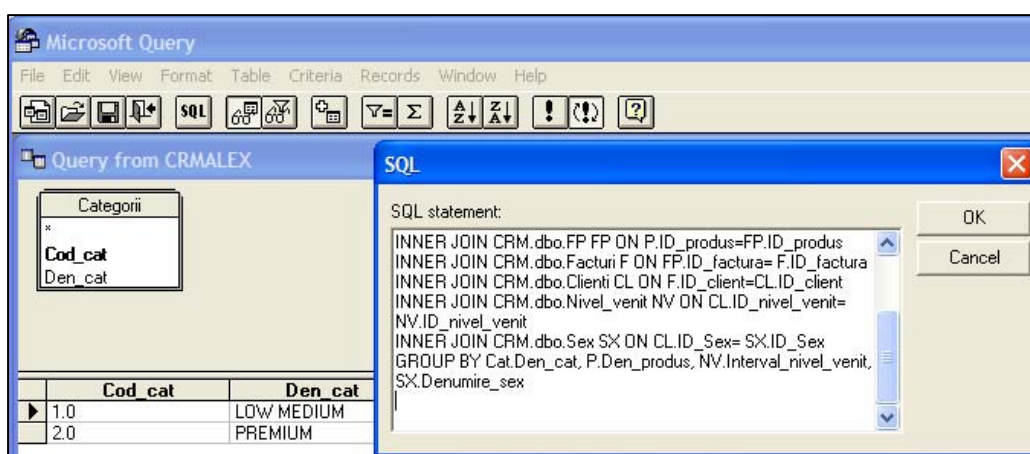 Microsoft Query
File Edit View Format Table Criteria Records Window Help
SQL
Query from CRMALEX
Categorii
*
Cod_cat
Den_cat
Cod_cat Den_cat
1.0 LOW MEDIUM
2.0 PREMIUM
SQL
SQL statement:
INNER JOIN CRM.dbo.FP FP ON P.ID_produs=FP.ID_produs
INNER JOIN CRM.dbo.Facturi F ON FP.ID_factura= F.ID_factura
INNER JOIN CRM.dbo.Clienti CL ON F.ID_client=CL.ID_client
INNER JOIN CRM.dbo.Nivel_venit NV ON CL.ID_nivel_venit=
NV.ID_nivel_venit
INNER JOIN CRM.dbo.Sex SX ON CL.ID_Sex= SX.ID_Sex
GROUP BY Cat.Den_cat, P.Den_produs, NV.Interval_nivel_venit,
SX.Denumire_sex
OK
Cancel